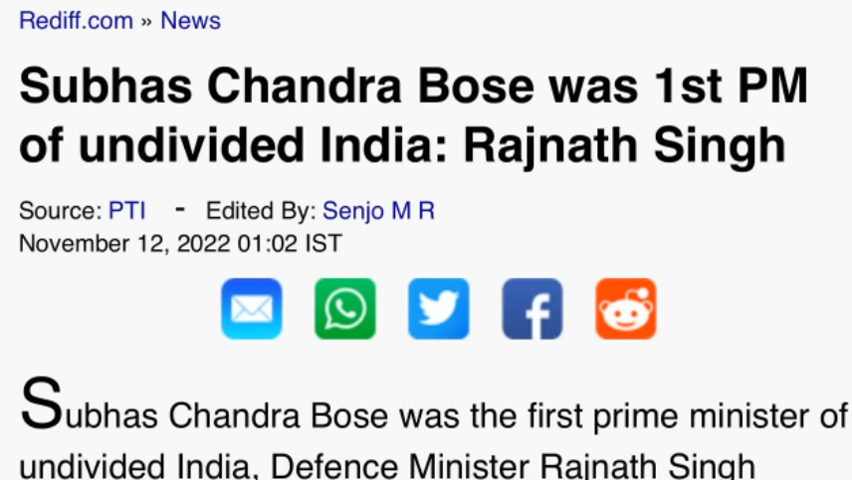 Rediff.com » News
Subhas Chandra Bose was 1st PM
of undivided India: Rajnath Singh
Source: PTI - Edited By: Senjo M R
November 12, 2022 01:02 IST
Subhas Chandra Bose was the first prime minister of
undivided India, Defence Minister Rajnath Singh